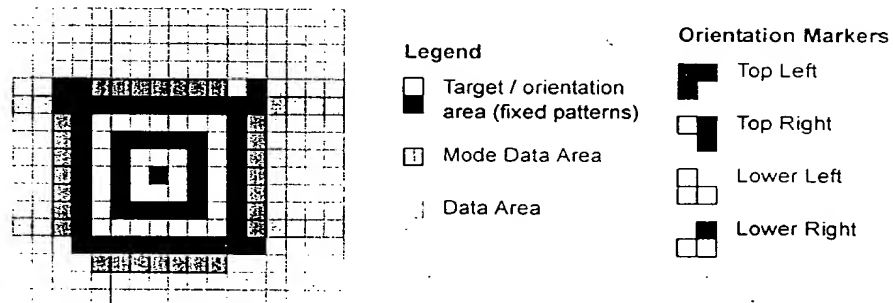 Legend
Target / orientation
area (fixed patterns)
Mode Data Area
Data Area
Orientation Markers
Top Left
Top Right
Lower Left
Lower Right